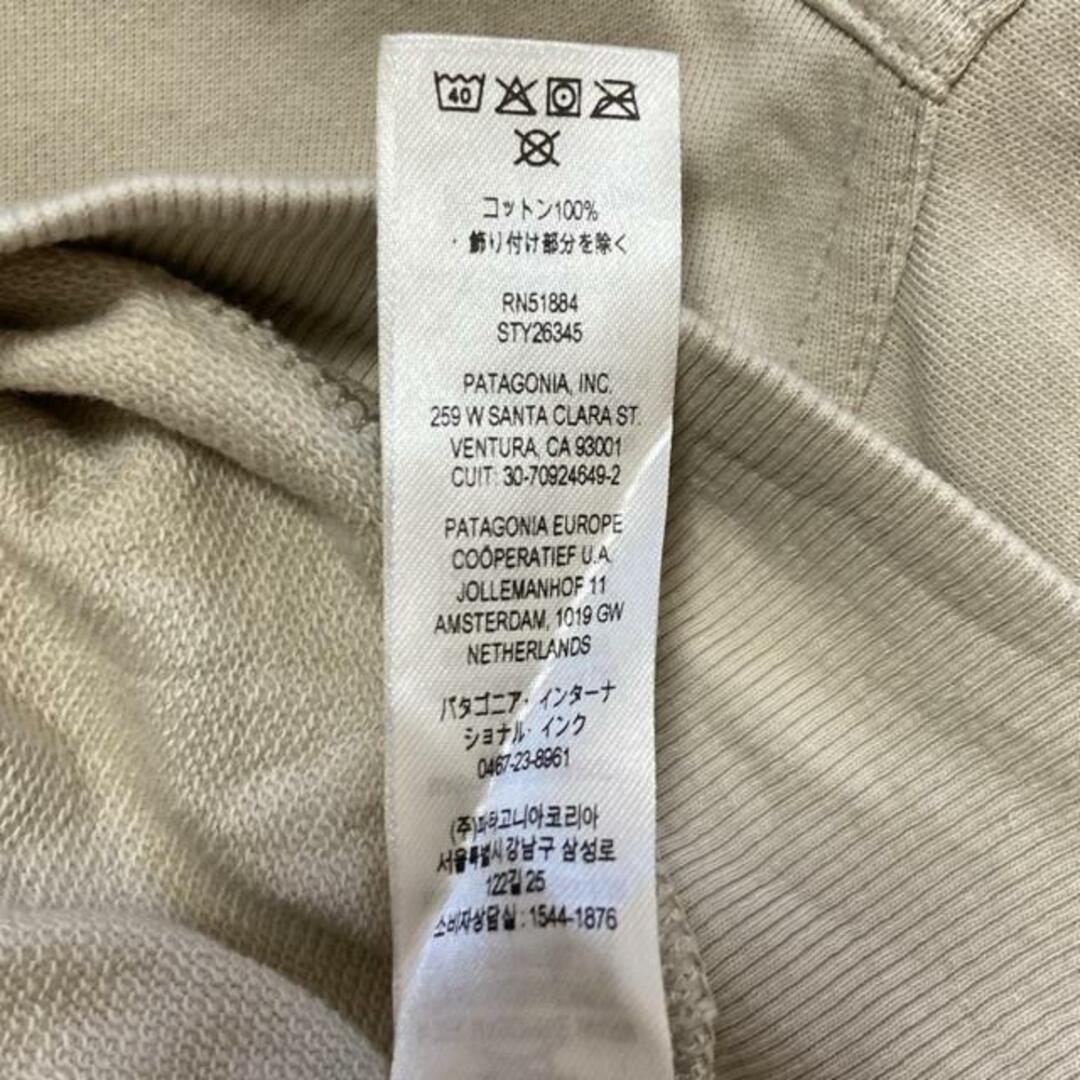 40
コットン100%
・飾り付け部分を除く
RN51884
STY26345
PATAGONIA, INC.
259 W SANTA CLARA ST.
VENTURA, CA 93001
CUIT: 30-70924649-2
PATAGONIA EUROPE
COÖPERATIEF U.A.
JOLLEMANHOF 11
AMSTERDAM, 1019 GW
NETHERLANDS
パタゴニア・インターナ
ショナル・インク
0467-23-8961
(주)파타고니아코리아
서울특별시 강남구 삼성로
122길 25
소비자상담실 : 1544-1876